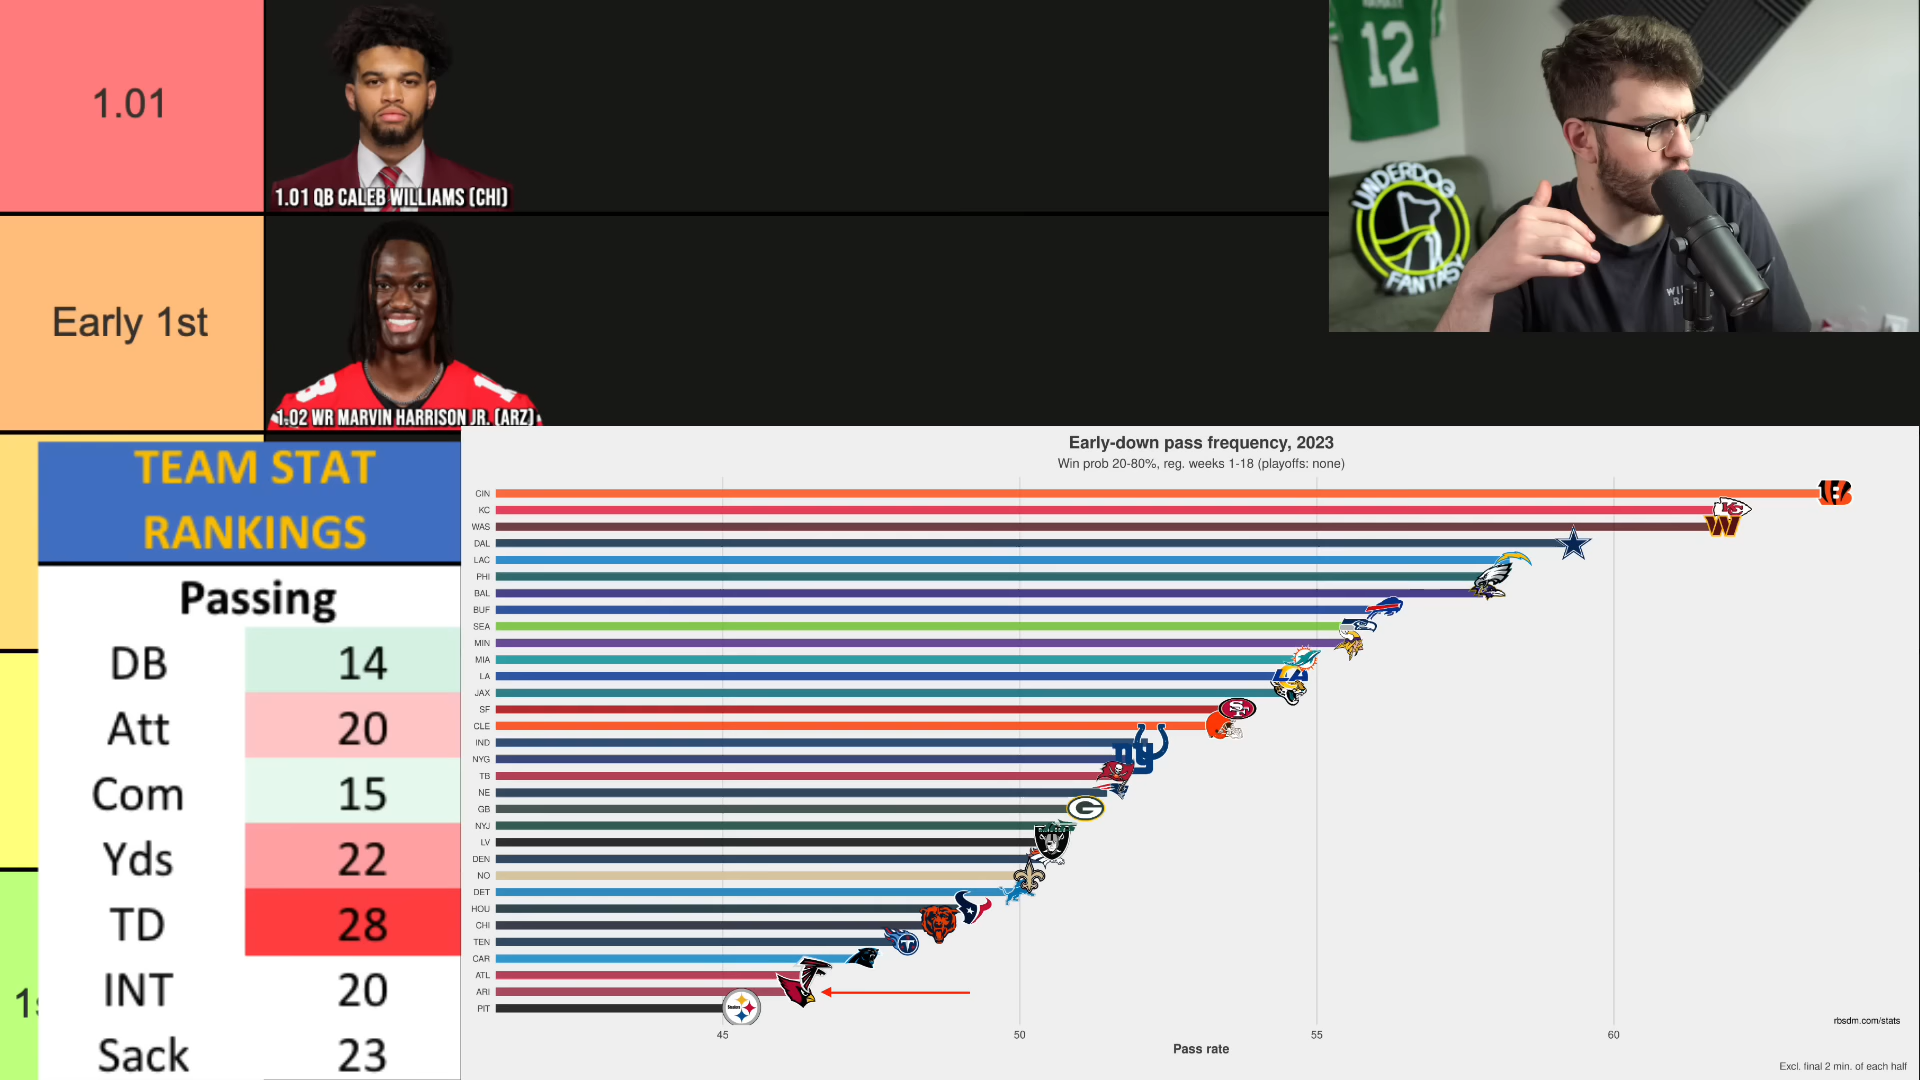 1.01
1.01 QB CALEB WILLIAMS (CHI)
Early 1st
1.02 WR MARVIN HARRISON JR. (ARZ)
12
UNDERDOG
FANTASY
TEAM STAT
RANKINGS
Passing
DB 14
Att 20
Com 15
Yds 22
TD 28
INT 20
Sack 23
Early-down pass frequency, 2023
Win prob 20-80%, reg. weeks 1-18 (playoffs: none)
CIN
KC
WAS
DAL
LAC
PHI
BAL
BUF
SEA
MIN
MIA
LA
JAX
SF
CLE
IND
NYG
TB
NE
GB
NYJ
LV
DEN
NO
DET
HOU
CHI
TEN
CAR
ATL
ARI
PIT
45 50 55 60
Pass rate
rbsdm.com/stats
Excl. final 2 min. of each half